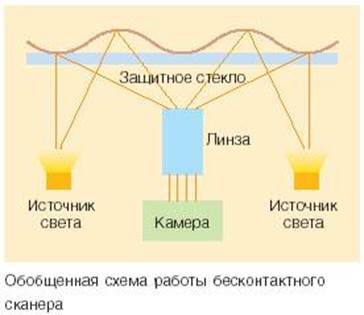 Защитное стекло
Линза
Источник
света
Камера
Источник
света
Обобщенная схема работы бесконтактного
сканера